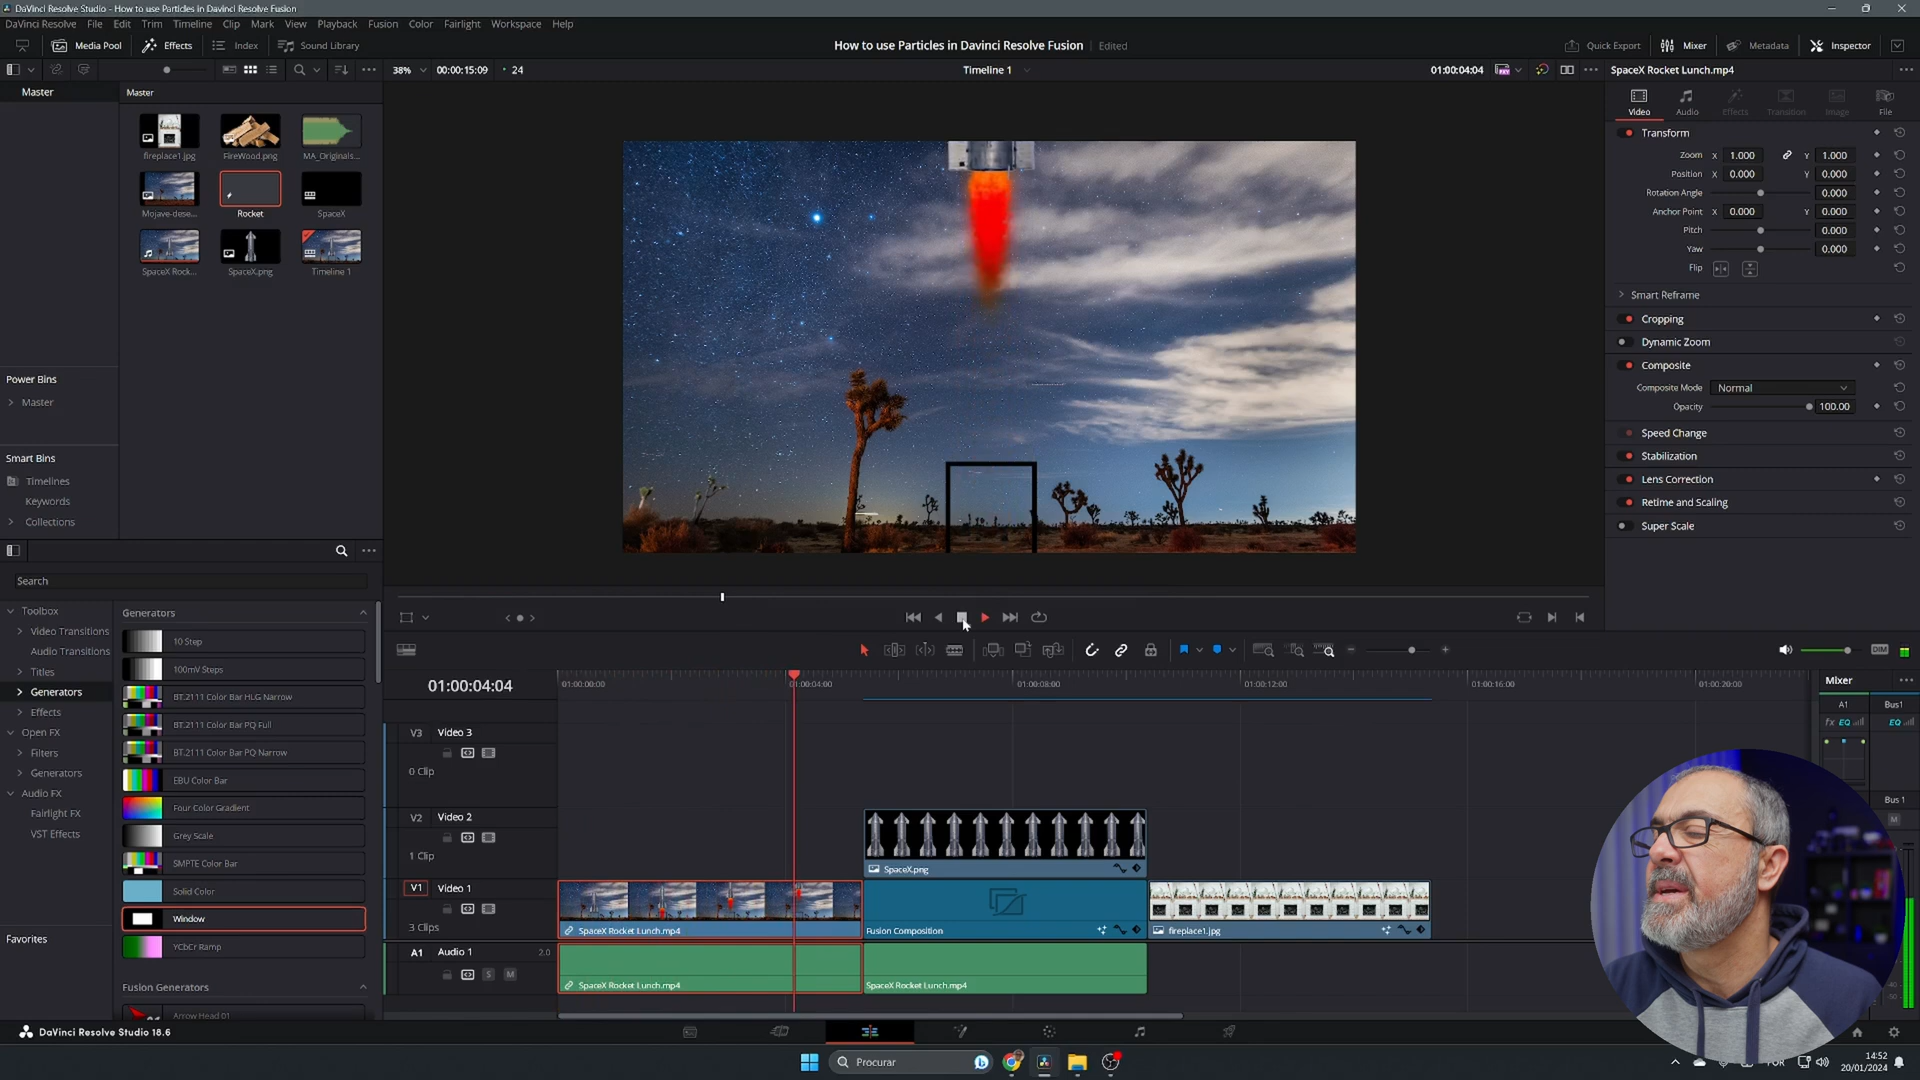 DaVinci Resolve Studio - How to use Particles in Davinci Resolve Fusion
DaVinci Resolve File Edit Trim Timeline Clip Mark View Playback Fusion Color Fairlight Workspace Help
Media Pool Effects Index Sound Library
How to use Particles in Davinci Resolve Fusion Edited
Quick Export Mixer Metadata Inspector
38% 00:00:15:09 24
Timeline 1
01:00:04:04
SpaceX Rocket Lunch.mp4
Master
Master
fireplace1.jpg FireWood.png MA_Originals...
Mojave-dese... Rocket SpaceX
SpaceX Rock... SpaceX.png Timeline 1
Power Bins
Master
Smart Bins
Timelines
Keywords
Collections
Video Audio Effects Transition Image File
Transform
Zoom X 1.000 Y 1.000
Position X 0.000 Y 0.000
Rotation Angle 0.000
Anchor Point X 0.000 Y 0.000
Pitch 0.000
Yaw 0.000
Flip
Smart Reframe
Cropping
Dynamic Zoom
Composite
Composite Mode Normal
Opacity 100.00
Speed Change
Stabilization
Lens Correction
Retime and Scaling
Super Scale
Search
Toolbox
Video Transitions
Audio Transitions
Titles
Generators
Effects
Open FX
Filters
Generators
Audio FX
Fairlight FX
VST Effects
Favorites
Generators
10 Step
100mV Steps
BT.2111 Color Bar HLG Narrow
BT.2111 Color Bar PQ Full
BT.2111 Color Bar PQ Narrow
EBU Color Bar
Four Color Gradient
Grey Scale
SMPTE Color Bar
Solid Color
Window
YCbCr Ramp
Fusion Generators
Arrow Head 01
DIM
01:00:04:04
01:00:00:00 01:00:04:00 01:00:08:00 01:00:12:00 01:00:16:00 01:00:20:00
V3 Video 3
0 Clip
V2 Video 2
1 Clip
SpaceX.png
V1 Video 1
3 Clips
SpaceX Rocket Lunch.mp4 Fusion Composition fireplace1.jpg
A1 Audio 1 2.0
S M
SpaceX Rocket Lunch.mp4 SpaceX Rocket Lunch.mp4
Mixer
A1 Bus1
fx EQ EQ
Bus 1
M
DaVinci Resolve Studio 18.6
Procurar
14:52
20/01/2024